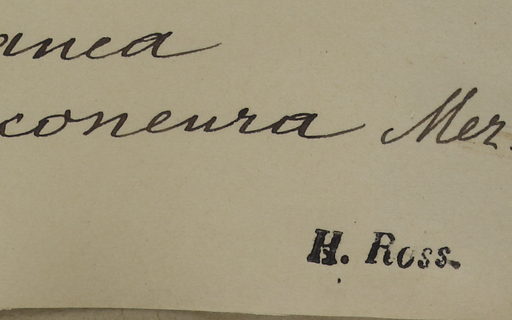 anea
coneura Mer.
H. Ross.